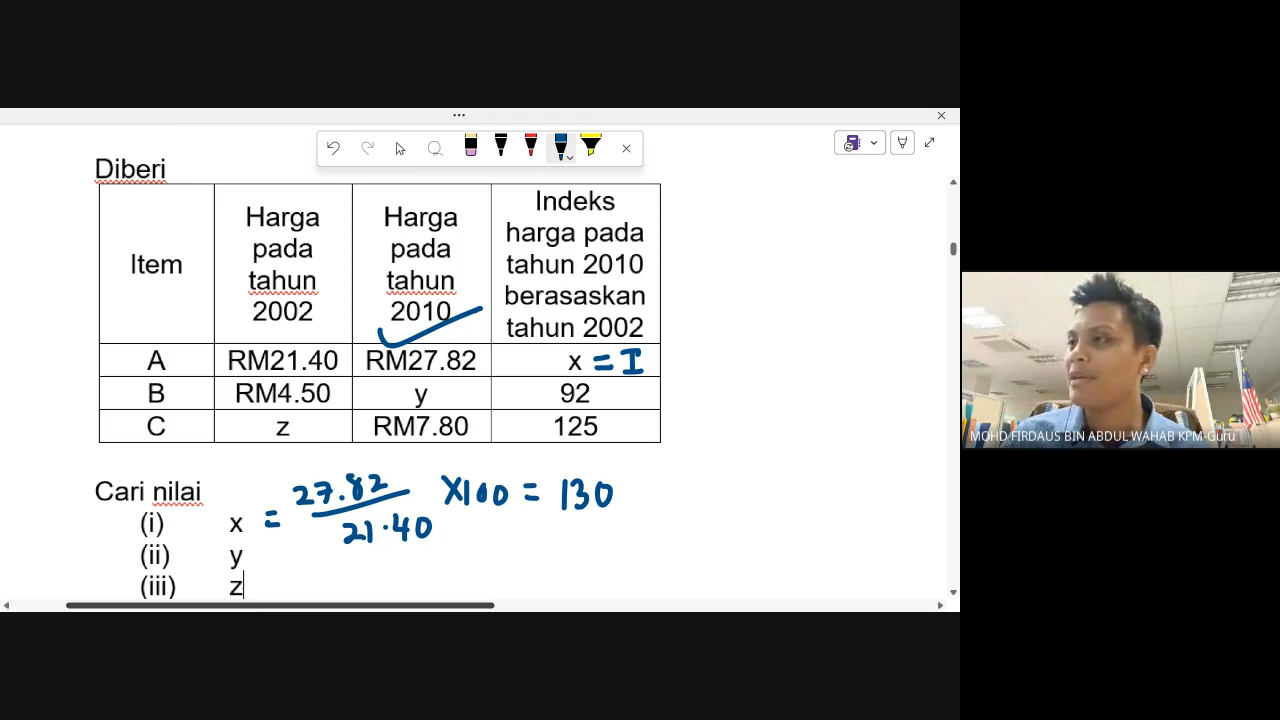 Diberi
Item
Harga
pada
tahun
2002
Harga
pada
tahun
2010
Indeks
harga pada
tahun 2010
berasaskan
tahun 2002
A RM21.40 RM27.82 x = I
B RM4.50 y 92
C z RM7.80 125
Cari nilai
(i) x = 27.82 / 21.40 x100 = 130
(ii) y
(iii) z
MOHD FIRDAUS BIN ABDUL WAHAB KPM-Guru